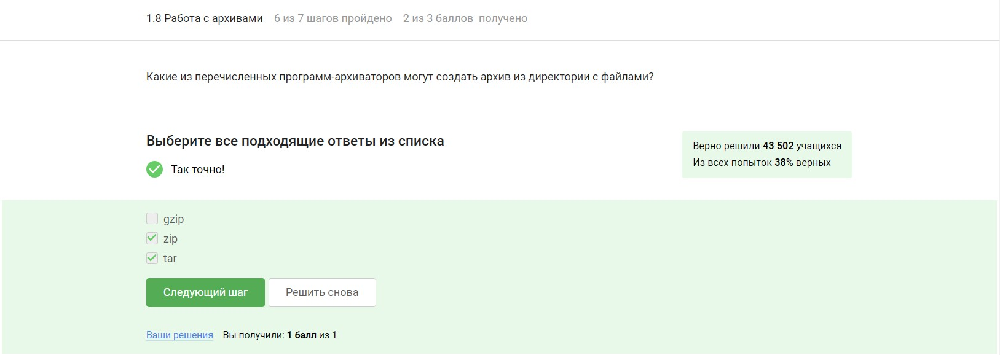 1.8 Работа с архивами 6 из 7 шагов пройдено 2 из 3 баллов получено
Какие из перечисленных программ-архиваторов могут создать архив из директории с файлами?
Выберите все подходящие ответы из списка
Так точно!
Верно решили 43 502 учащихся
Из всех попыток 38% верных
gzip
zip
tar
Следующий шаг Решить снова
Ваши решения Вы получили: 1 балл из 1